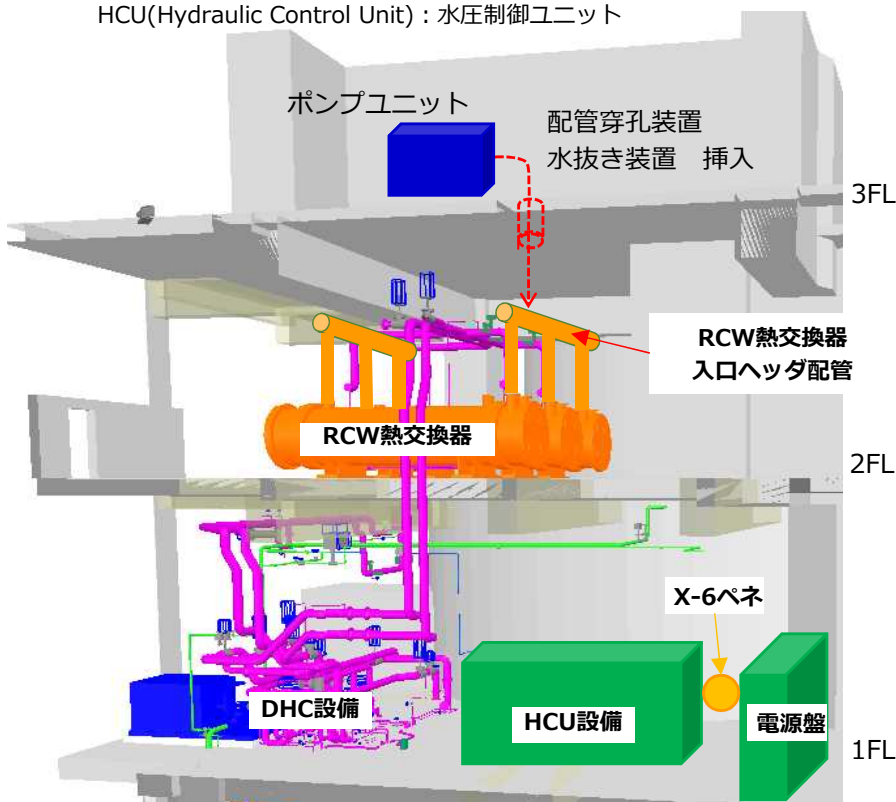 HCU(Hydraulic Control Unit)：水圧制御ユニット
ポンプユニット
配管穿孔装置
水抜き装置　挿入
3FL
RCW熱交換器
入口ヘッダ配管
RCW熱交換器
2FL
X-6ペネ
DHC設備
HCU設備
電源盤
1FL